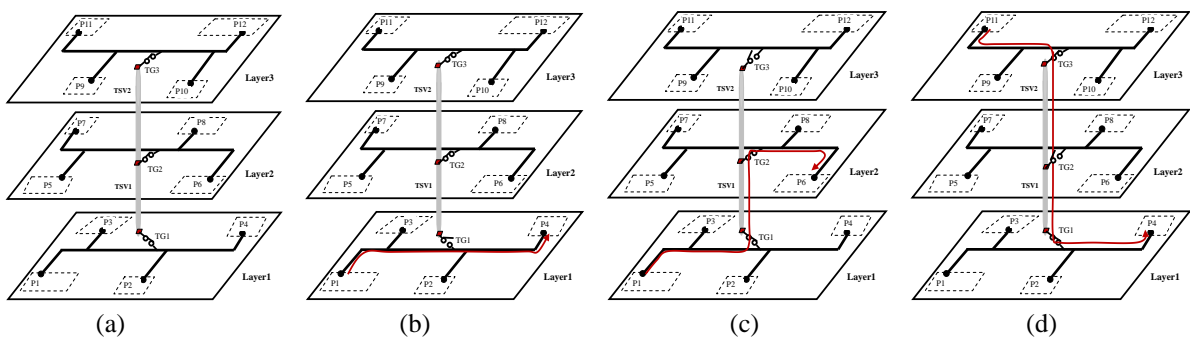 P11
P12
TG3
P9
P10
Layer3
TSV2
P7
P8
TG2
P5
P6
Layer2
TSV1
P3
P4
TG1
P1
P2
Layer1
(a)
P11
P12
TG3
P9
P10
Layer3
TSV2
P7
P8
TG2
P5
P6
Layer2
TSV1
P3
P4
TG1
P1
P2
Layer1
(b)
P11
P12
TG3
P9
P10
Layer3
TSV2
P7
P8
TG2
P5
P6
Layer2
TSV1
P3
P4
TG1
P1
P2
Layer1
(c)
P11
P12
TG3
P9
P10
Layer3
TSV2
P7
P8
TG2
P5
P6
Layer2
TSV1
P3
P4
TG1
P1
P2
Layer1
(d)